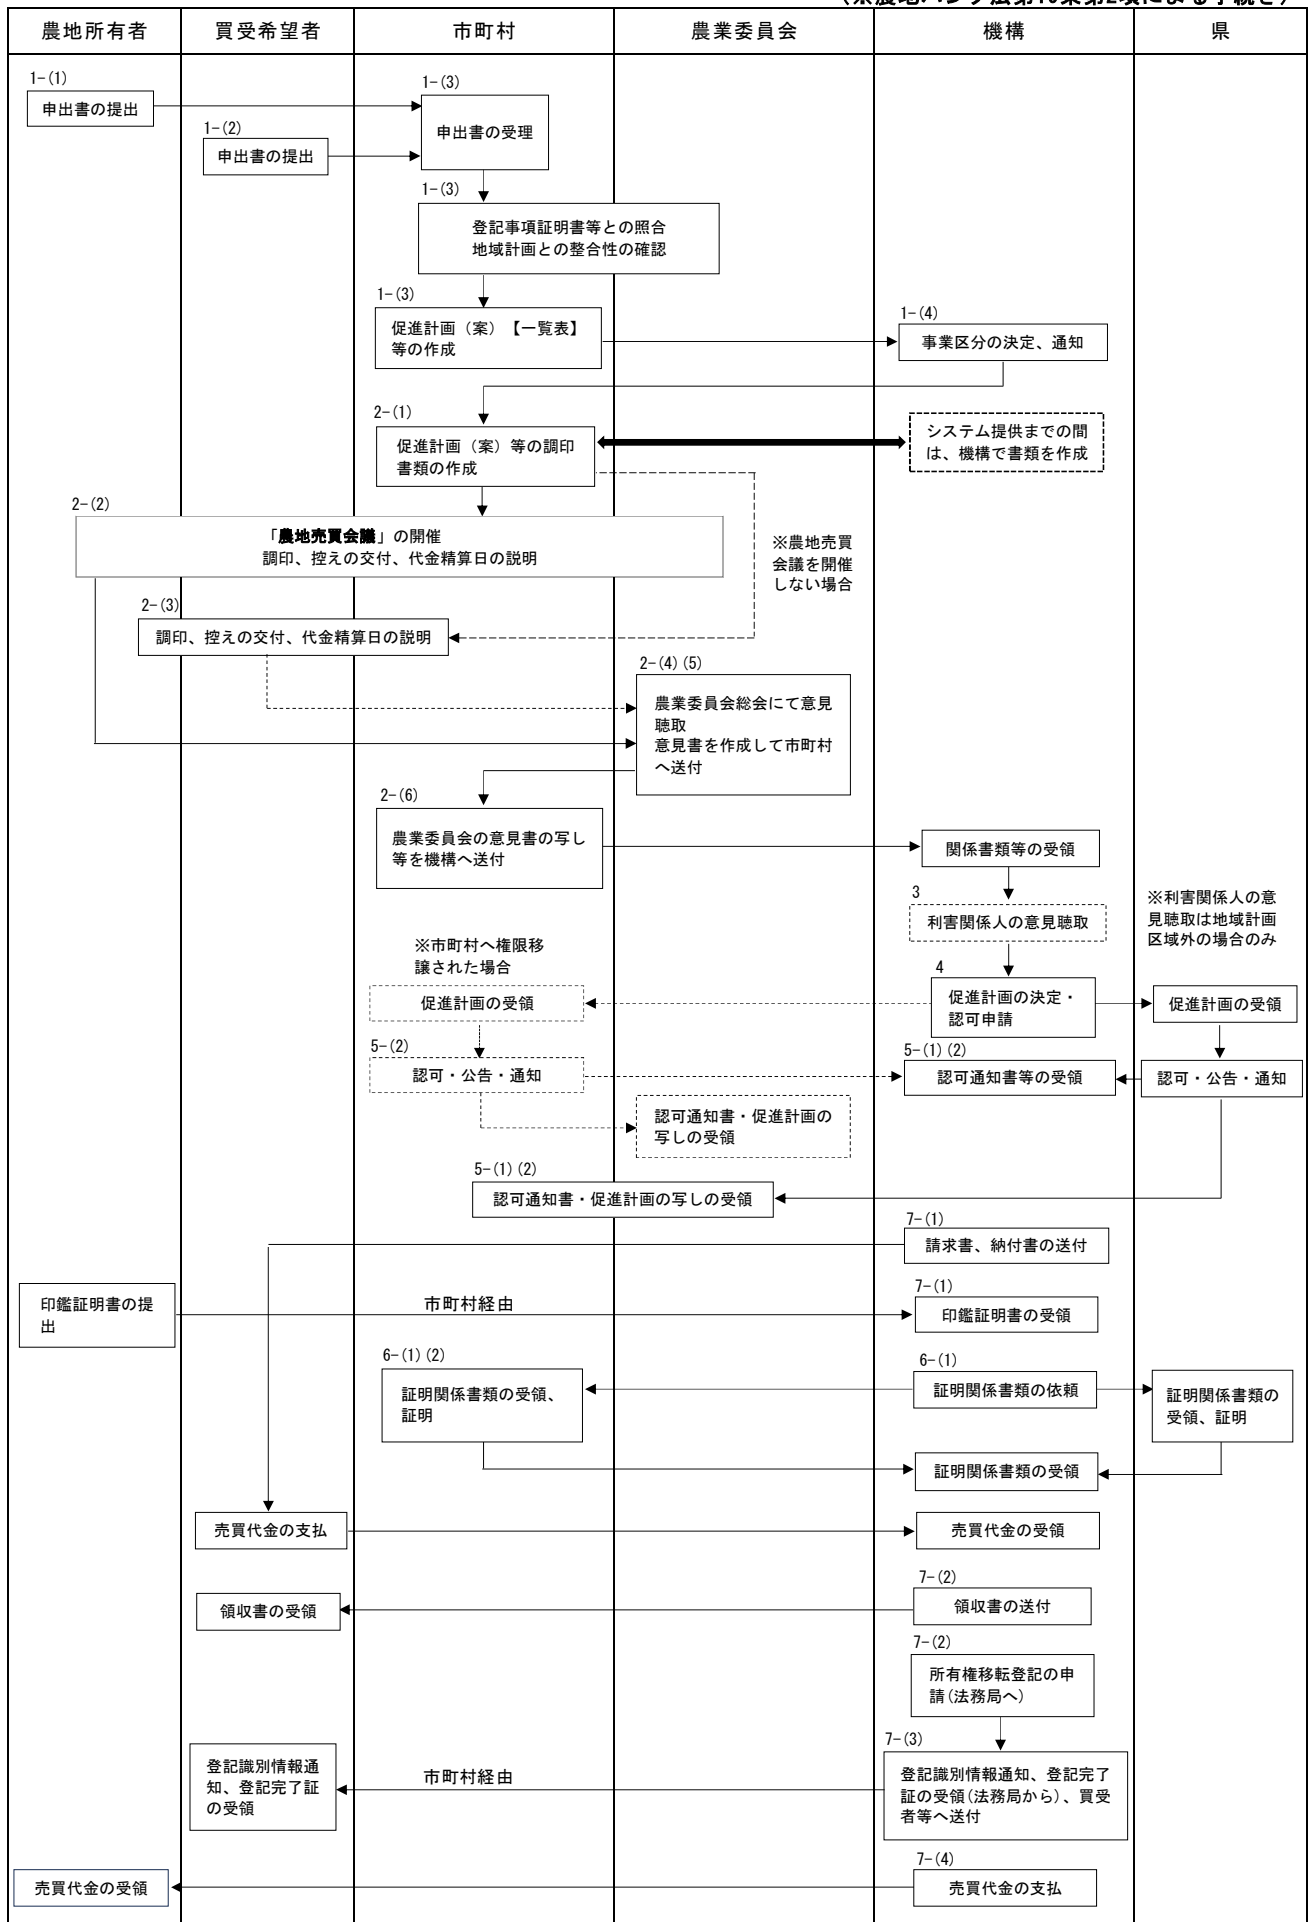 農地所有者
買受希望者
市町村
農業委員会
機構
県
1-(1)
申出書の提出
1-(2)
申出書の提出
1-(3)
申出書の受理
1-(3)
登記事項証明書等との照合
地域計画との整合性の確認
1-(3)
促進計画（案）【一覧表】
等の作成
1-(4)
事業区分の決定、通知
2-(1)
促進計画（案）等の調印
書類の作成
システム提供までの間
は、機構で書類を作成
2-(2)
「農地売買会議」の開催
調印、控えの交付、代金精算日の説明
※農地売買
会議を開催
しない場合
2-(3)
調印、控えの交付、代金精算日の説明
2-(4)(5)
農業委員会総会にて意見
聴取
意見書を作成して市町村
へ送付
2-(6)
農業委員会の意見書の写し
等を機構へ送付
関係書類等の受領
3
利害関係人の意見聴取
※利害関係人の意
見聴取は地域計画
区域外の場合のみ
※市町村へ権限移
譲された場合
促進計画の受領
4
促進計画の決定・
認可申請
促進計画の受領
5-(2)
認可・公告・通知
5-(1)(2)
認可通知書等の受領
認可・公告・通知
認可通知書・促進計画の
写しの受領
5-(1)(2)
認可通知書・促進計画の写しの受領
7-(1)
請求書、納付書の送付
印鑑証明書の提
出
市町村経由
7-(1)
印鑑証明書の受領
6-(1)(2)
証明関係書類の受領、
証明
6-(1)
証明関係書類の依頼
証明関係書類の
受領、証明
証明関係書類の受領
売買代金の支払
売買代金の受領
7-(2)
領収書の受領
領収書の送付
7-(2)
所有権移転登記の申
請(法務局へ)
7-(3)
登記識別情報通
知、登記完了証
の受領
市町村経由
登記識別情報通知、登記完了
証の受領(法務局から)、買受
者等へ送付
7-(4)
売買代金の受領
売買代金の支払